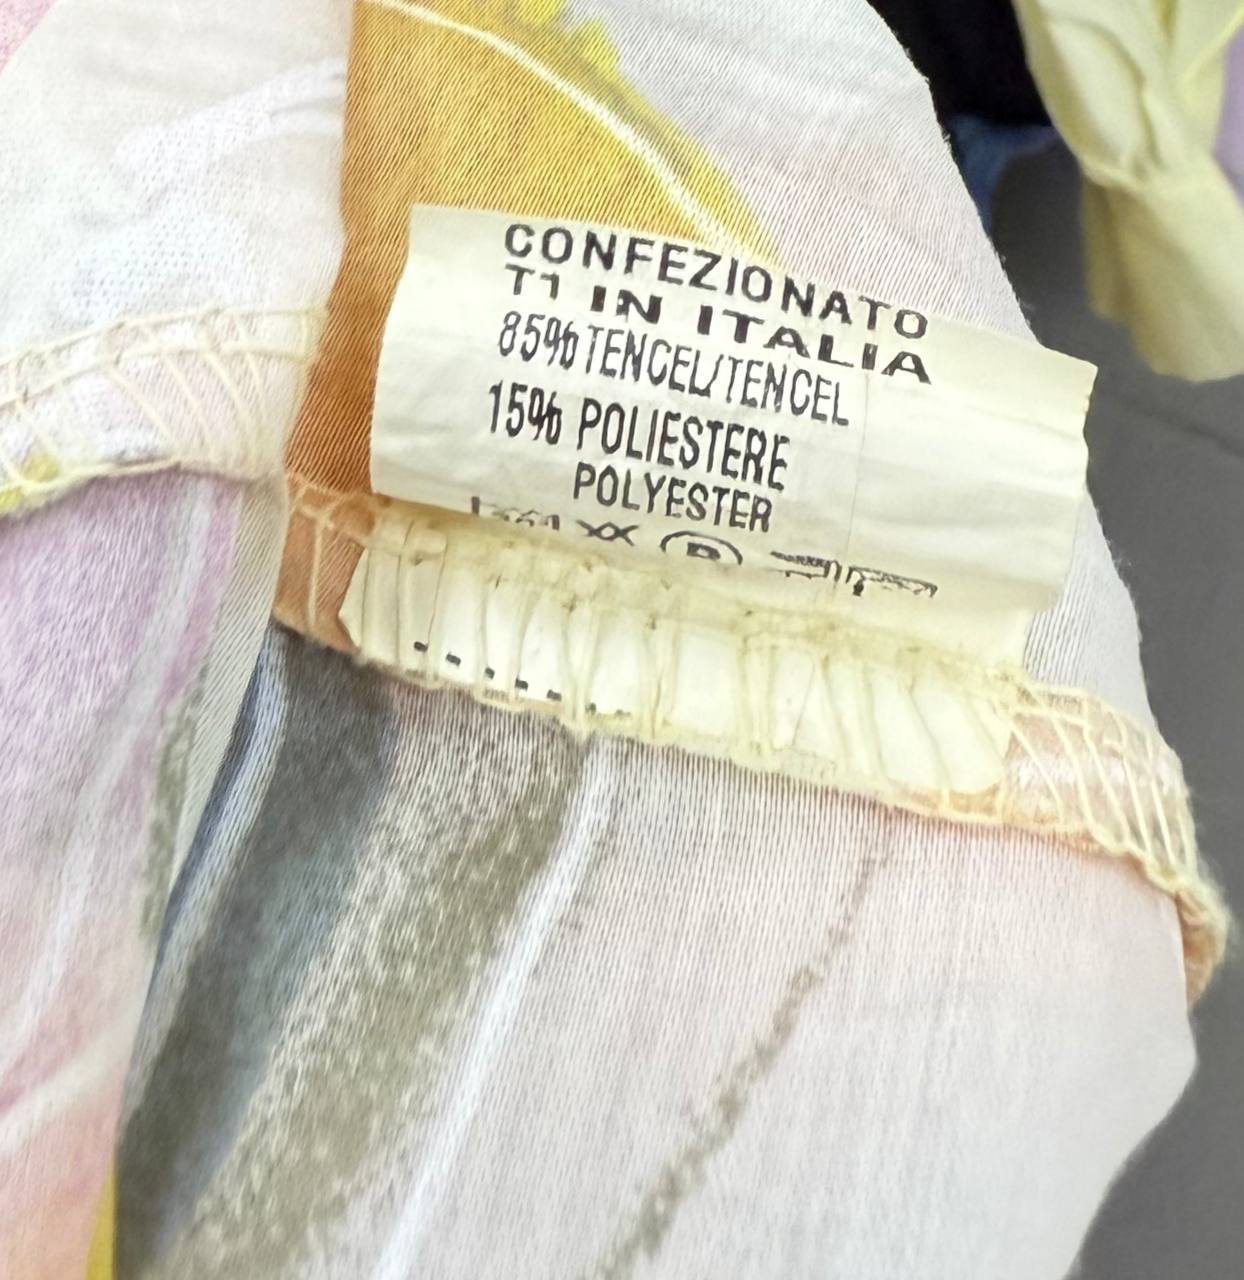 CONFEZIONATO
T1 IN ITALIA
85% TENCEL/TENCEL
15% POLIESTERE
POLYESTER